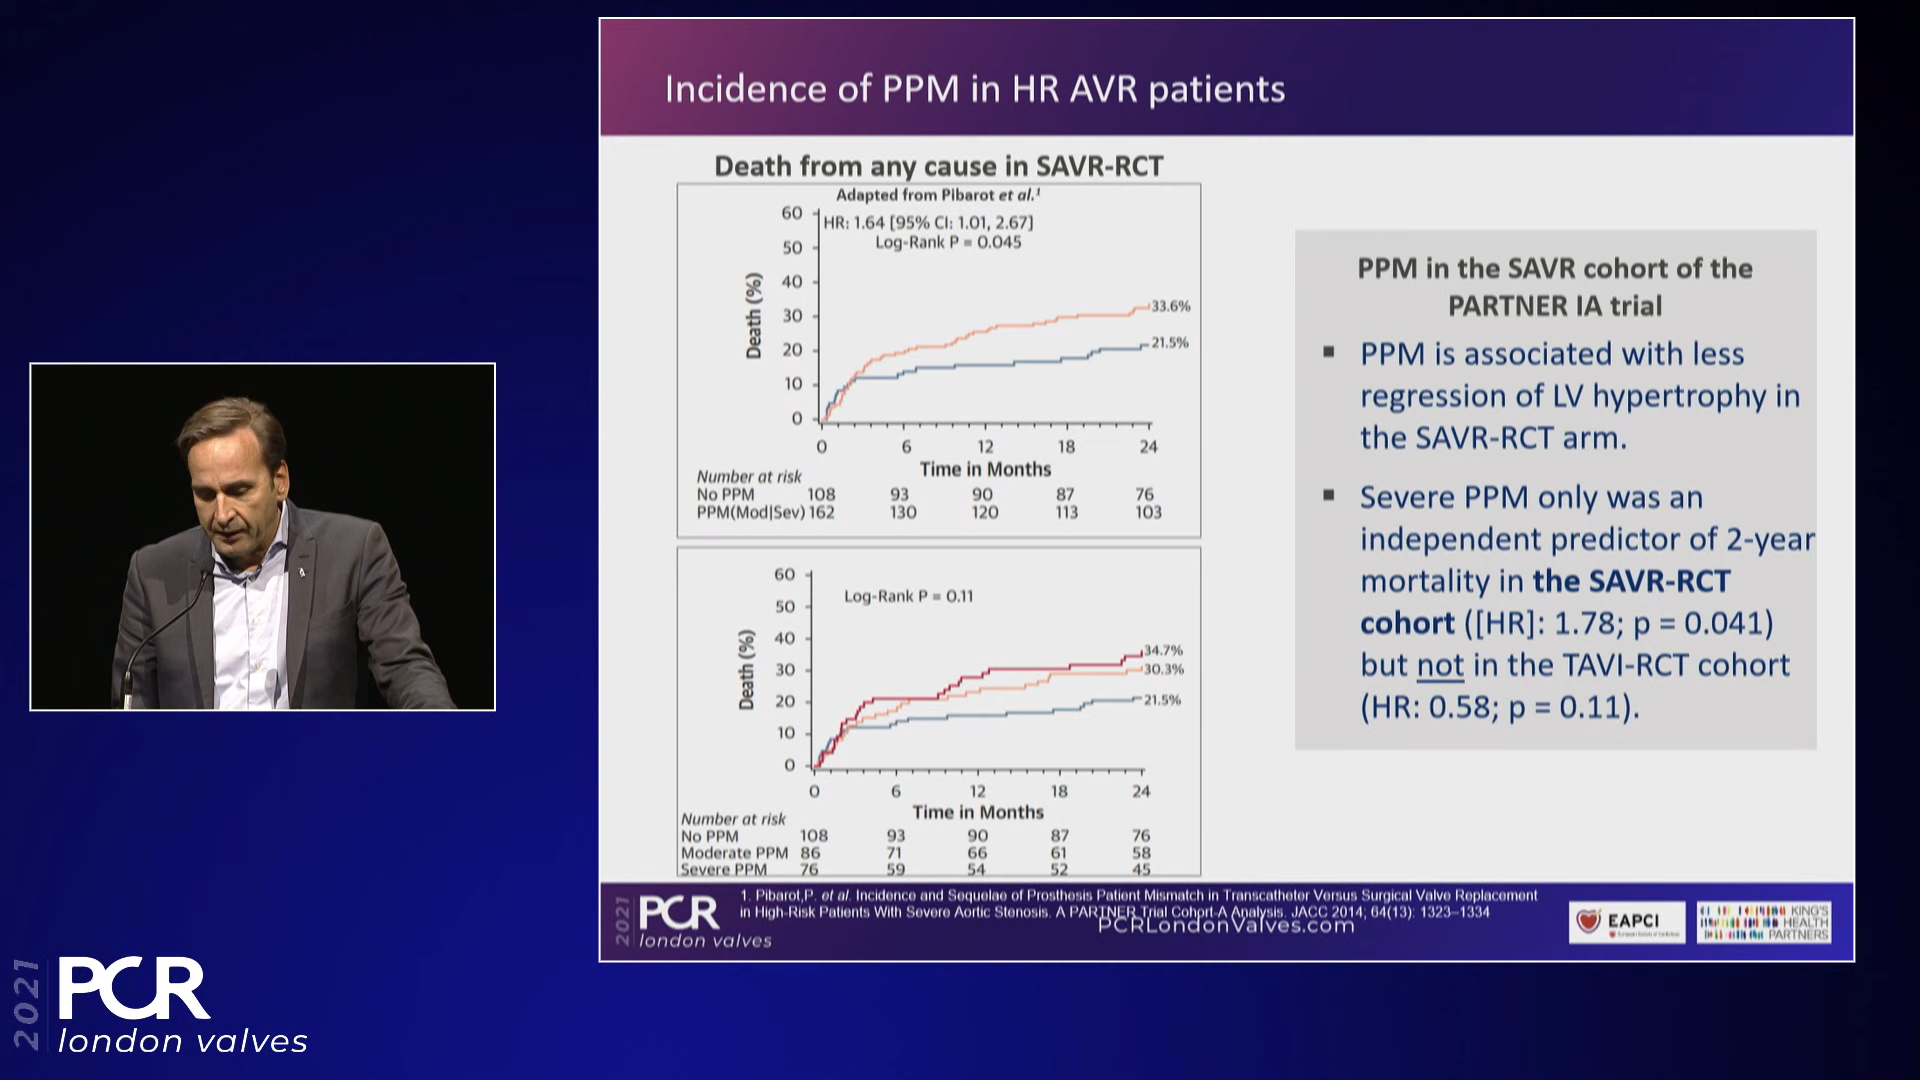 Incidence of PPM in HR AVR patients
Death from any cause in SAVR-RCT
Adapted from Pibarot et al.¹
HR: 1.64 [95% CI: 1.01, 2.67]
Log-Rank P = 0.045
Death (%)
60
50
40
30
20
10
0
33.6%
21.5%
0 6 12 18 24
Time in Months
Number at risk
No PPM 108 93 90 87 76
PPM(Mod|Sev) 162 130 120 113 103
Log-Rank P = 0.11
Death (%)
60
50
40
30
20
10
0
34.7%
30.3%
21.5%
0 6 12 18 24
Time in Months
Number at risk
No PPM 108 93 90 87 76
Moderate PPM 86 71 66 61 58
Severe PPM 76 59 54 52 45
PPM in the SAVR cohort of the
PARTNER IA trial
▪ PPM is associated with less
regression of LV hypertrophy in
the SAVR-RCT arm.
▪ Severe PPM only was an
independent predictor of 2-year
mortality in the SAVR-RCT
cohort ([HR]: 1.78; p = 0.041)
but not in the TAVI-RCT cohort
(HR: 0.58; p = 0.11).
1. Pibarot,P. et al. Incidence and Sequelae of Prosthesis Patient Mismatch in Transcatheter Versus Surgical Valve Replacement
in High-Risk Patients With Severe Aortic Stenosis. A PARTNER Trial Cohort-A Analysis. JACC 2014; 64(13): 1323–1334
PCRLondonValves.com
2021
PCR
london valves
EAPCI
KING'S
HEALTH
PARTNERS
2021
PCR
london valves